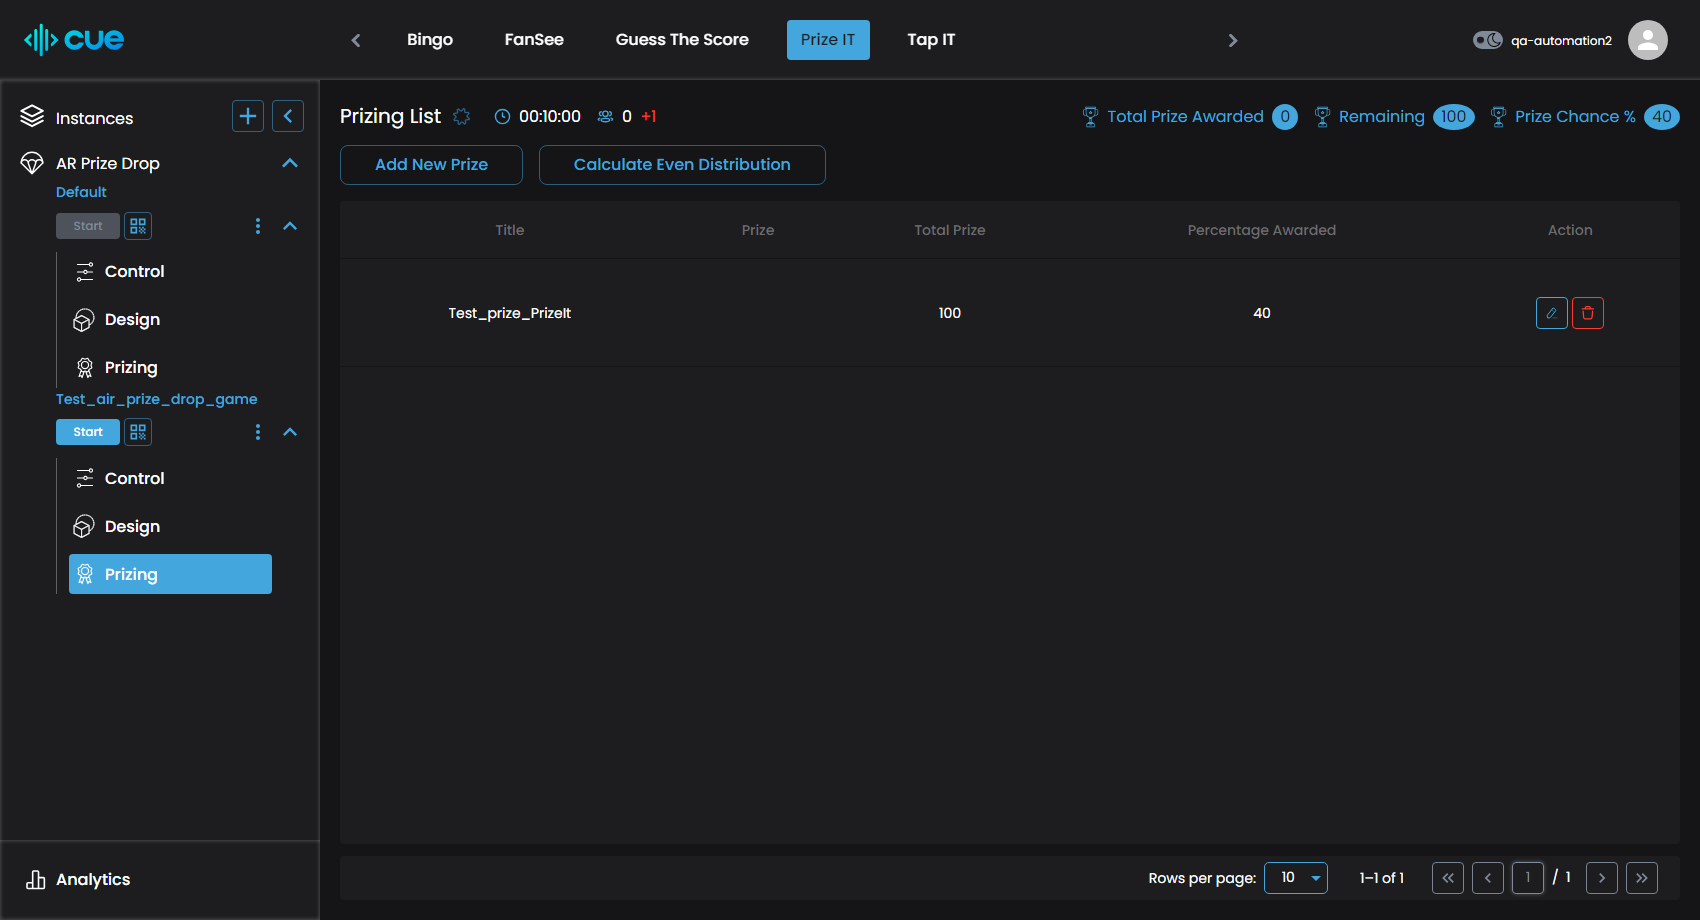 cue
Bingo
FanSee
Guess The Score
Prize IT
Tap IT
qa-automation2
Instances
AR Prize Drop
Default
Start
Control
Design
Prizing
Test_air_prize_drop_game
Start
Control
Design
Prizing
Analytics
Prizing List
00:10:00
0 +1
Total Prize Awarded 0
Remaining 100
Prize Chance % 40
Add New Prize
Calculate Even Distribution
Title Prize Total Prize Percentage Awarded Action
Test_prize_PrizeIt 100 40
Rows per page: 10 1-1 of 1 1 / 1